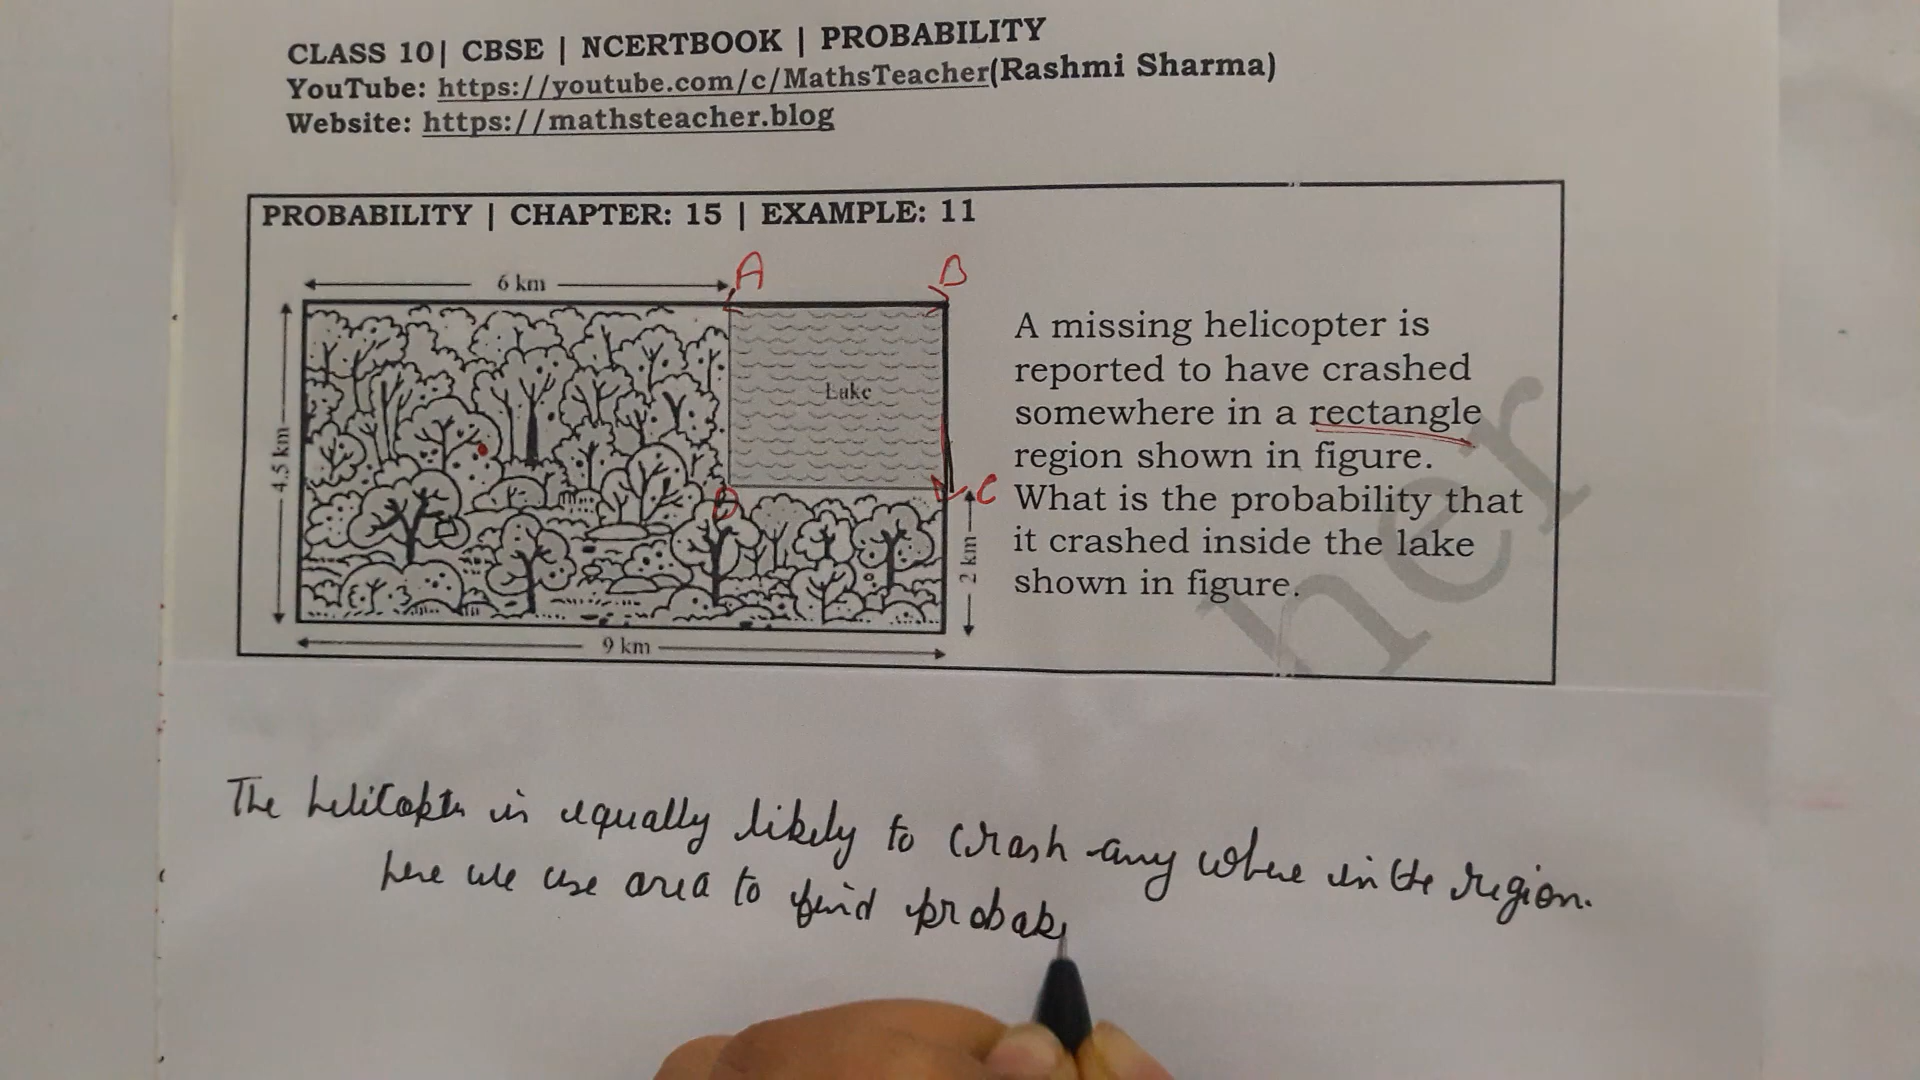 CLASS 10| CBSE | NCERTBOOK | PROBABILITY
YouTube: https://youtube.com/c/MathsTeacher(Rashmi Sharma)
Website: https://mathsteacher.blog
PROBABILITY | CHAPTER: 15 | EXAMPLE: 11
6 km
A
B
4.5 km
Lake
D
C
2 km
9 km
A missing helicopter is
reported to have crashed
somewhere in a rectangle
region shown in figure.
What is the probability that
it crashed inside the lake
shown in figure.
her
The helicopter is equally likely to crash any where in the region.
here we use area to find probab